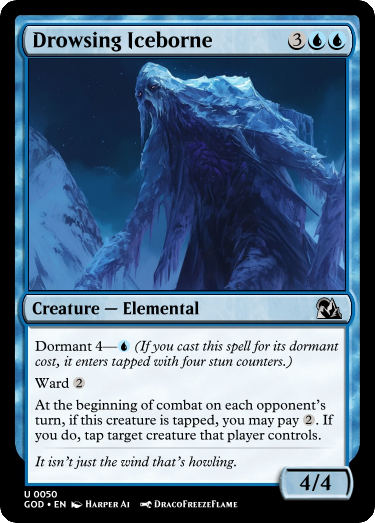 Drowsing Iceborne 3
Creature — Elemental
Dormant 4— (If you cast this spell for its dormant
cost, it enters tapped with four stun counters.)
Ward 2
At the beginning of combat on each opponent's
turn, if this creature is tapped, you may pay 2. If
you do, tap target creature that player controls.
It isn't just the wind that's howling.
4/4
U 0050
GOD • EN Harper Ai DracoFreezeFlame